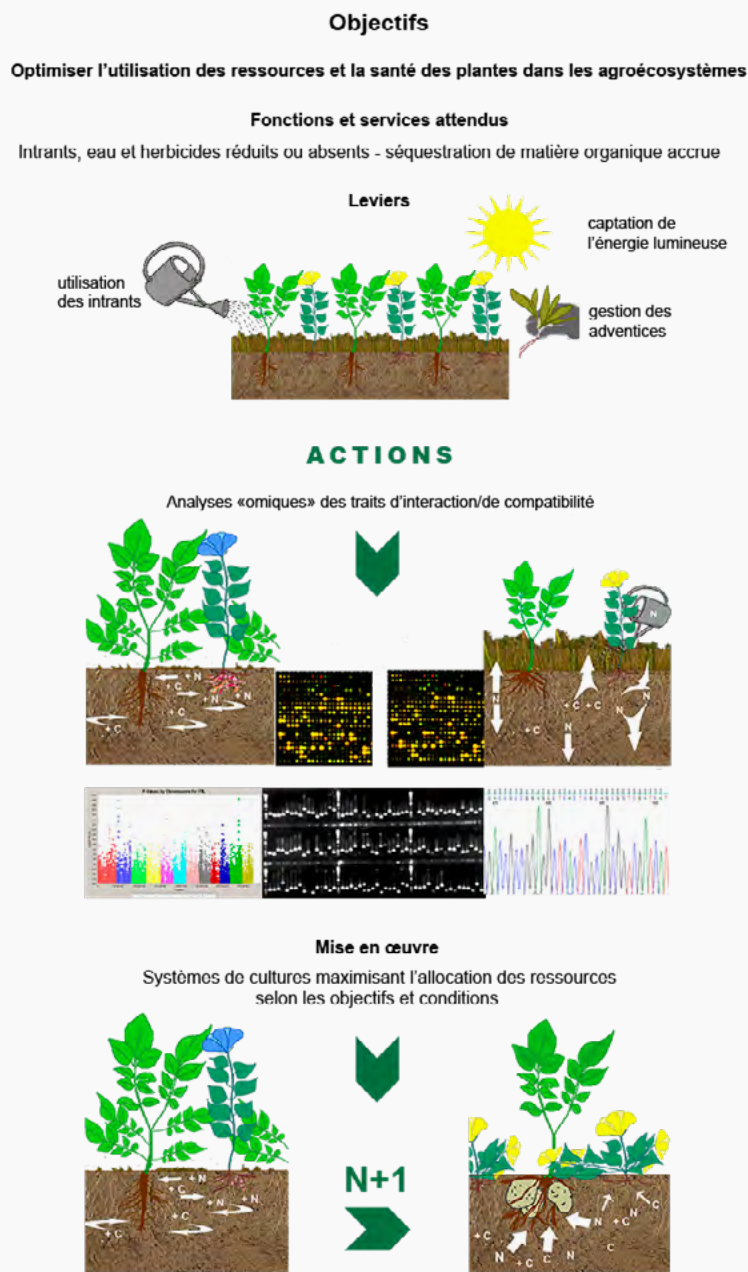 Objectifs
Optimiser l’utilisation des ressources et la santé des plantes dans les agroécosystèmes
Fonctions et services attendus
Intrants, eau et herbicides réduits ou absents - séquestration de matière organique accrue
Leviers
captation de
l’énergie lumineuse
utilisation
des intrants
gestion des
adventices
ACTIONS
Analyses «omiques» des traits d’interaction/de compatibilité
N
+ N
+ C
+ N
+ N
+ C
+ C
N
+ C
+ C
N
N
+ C
N
Mise en œuvre
Systèmes de cultures maximisant l’allocation des ressources
selon les objectifs et conditions
+ N
+ C
+ N
+ N
+ C
+ C
N+1
C
N
N
+ C
+ C
C
N
C
N
C